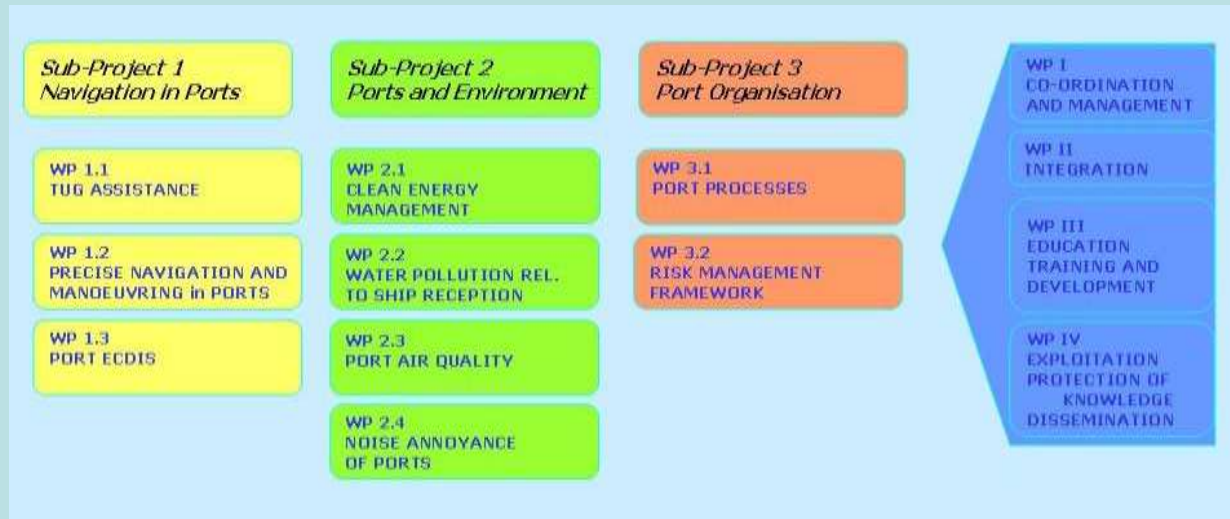 Sub-Project 1
Navigation in Ports
WP 1.1
TUG ASSISTANCE
WP 1.2
PRECISE NAVIGATION AND
MANOEUVRING in PORTS
WP 1.3
PORT ECDIS
Sub-Project 2
Ports and Environment
WP 2.1
CLEAN ENERGY
MANAGEMENT
WP 2.2
WATER POLLUTION REL.
TO SHIP RECEPTION
WP 2.3
PORT AIR QUALITY
WP 2.4
NOISE ANNOYANCE
OF PORTS
Sub-Project 3
Port Organisation
WP 3.1
PORT PROCESSES
WP 3.2
RISK MANAGEMENT
FRAMEWORK
WP I
CO-ORDINATION
AND MANAGEMENT
WP II
INTEGRATION
WP III
EDUCATION
TRAINING AND
DEVELOPMENT
WP IV
EXPLOITATION
PROTECTION OF
KNOWLEDGE
DISSEMINATION